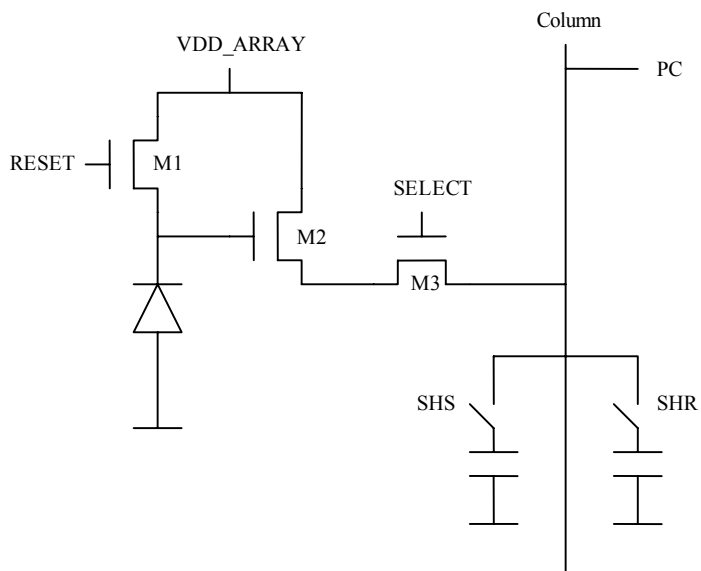 Column
VDD_ARRAY
PC
RESET
M1
SELECT
M2
M3
SHS
SHR